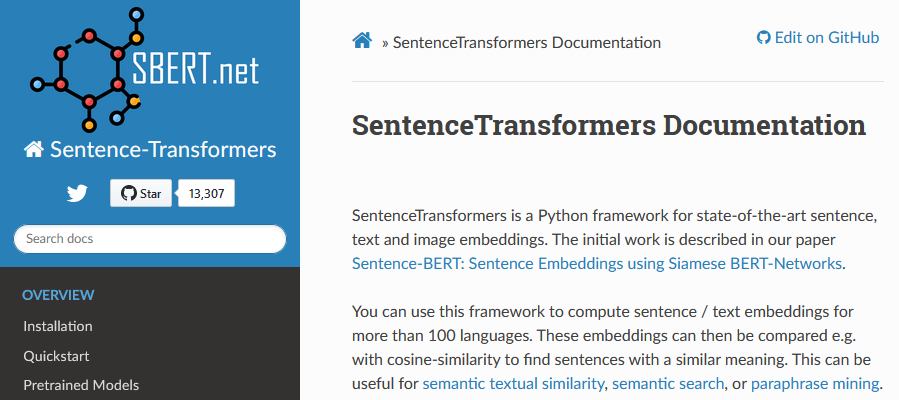 SBERT.net
Sentence-Transformers
Star 13,307
Search docs
OVERVIEW
Installation
Quickstart
Pretrained Models
» SentenceTransformers Documentation
Edit on GitHub
SentenceTransformers Documentation
SentenceTransformers is a Python framework for state-of-the-art sentence,
text and image embeddings. The initial work is described in our paper
Sentence-BERT: Sentence Embeddings using Siamese BERT-Networks.
You can use this framework to compute sentence / text embeddings for
more than 100 languages. These embeddings can then be compared e.g.
with cosine-similarity to find sentences with a similar meaning. This can be
useful for semantic textual similarity, semantic search, or paraphrase mining.